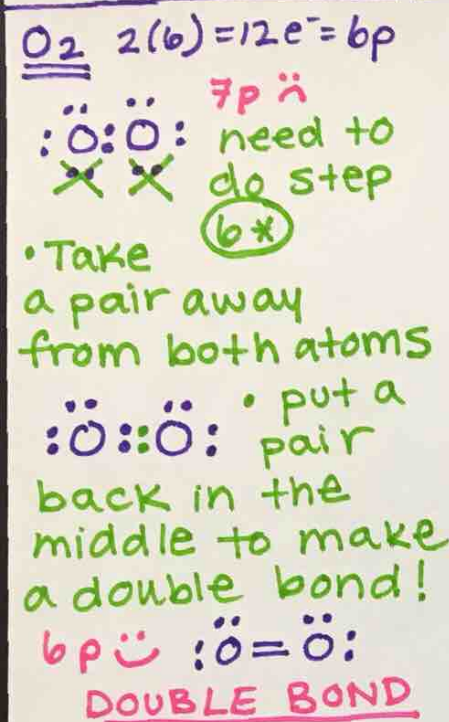 O2 2(6)=12e⁻=6p
7p ⍨
:Ö:Ö: need to
do step
6*
•Take
a pair away
from both atoms
:Ö::Ö: • put a
pair
back in the
middle to make
a double bond!
6p ü :Ö=Ö:
DOUBLE BOND